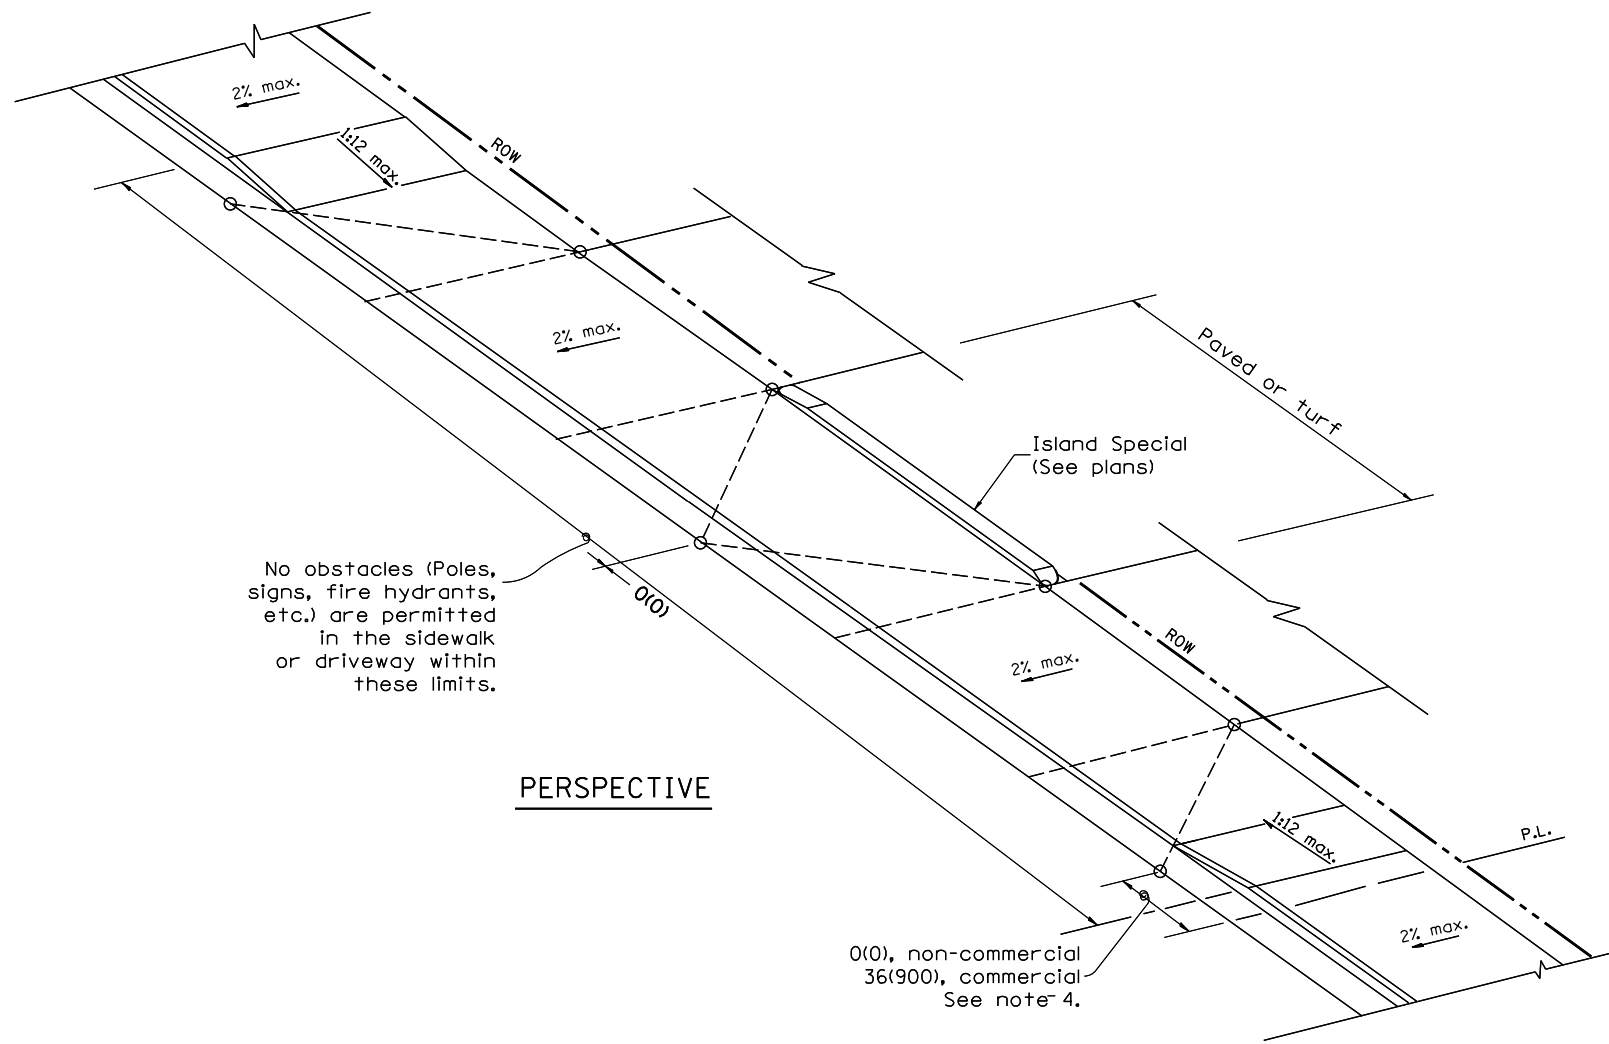 2% max.
1:12 max.
ROW
2% max.
Paved or turf
Island Special
(See plans)
No obstacles (Poles,
signs, fire hydrants,
etc.) are permitted
in the sidewalk
or driveway within
these limits.
0(0)
ROW
2% max.
PERSPECTIVE
1:12 max.
P.L.
2% max.
0(0), non-commercial
36(900), commercial
See note 4.